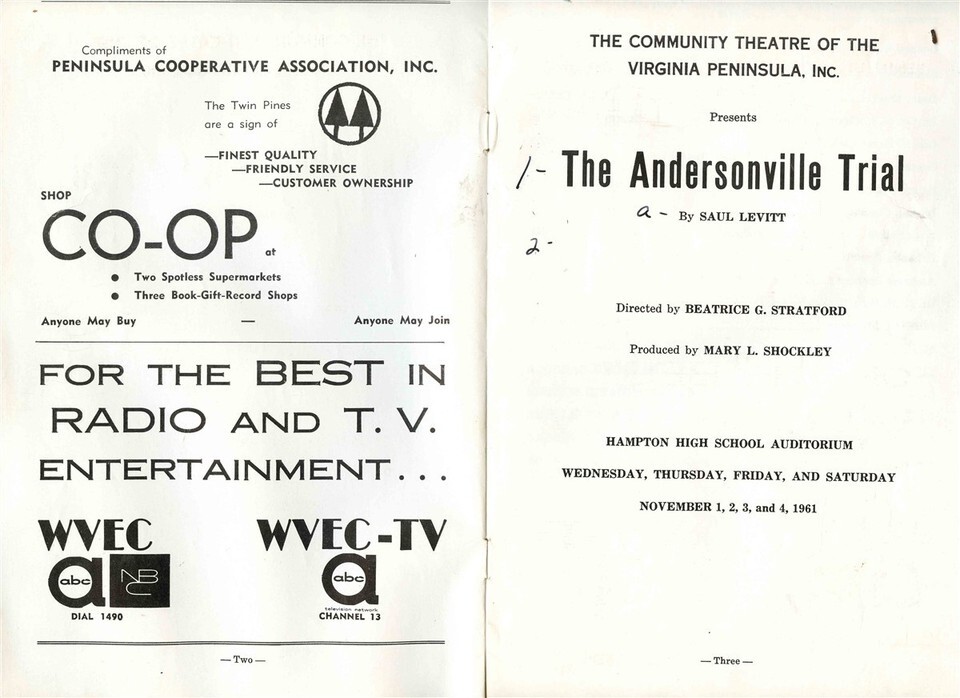 Compliments of
PENINSULA COOPERATIVE ASSOCIATION, INC.
The Twin Pines
are a sign of
—FINEST QUALITY
—FRIENDLY SERVICE
—CUSTOMER OWNERSHIP
SHOP
CO-OP at
● Two Spotless Supermarkets
● Three Book-Gift-Record Shops
Anyone May Buy — Anyone May Join
FOR THE BEST IN
RADIO AND T. V.
ENTERTAINMENT...
WVEC WVEC-TV
abc NBC abc
television network
DIAL 1490 CHANNEL 13
—Two—
THE COMMUNITY THEATRE OF THE
VIRGINIA PENINSULA, INC.
Presents
1- The Andersonville Trial
a - By SAUL LEVITT
2-
Directed by BEATRICE G. STRATFORD
Produced by MARY L. SHOCKLEY
HAMPTON HIGH SCHOOL AUDITORIUM
WEDNESDAY, THURSDAY, FRIDAY, AND SATURDAY
NOVEMBER 1, 2, 3, and 4, 1961
—Three—